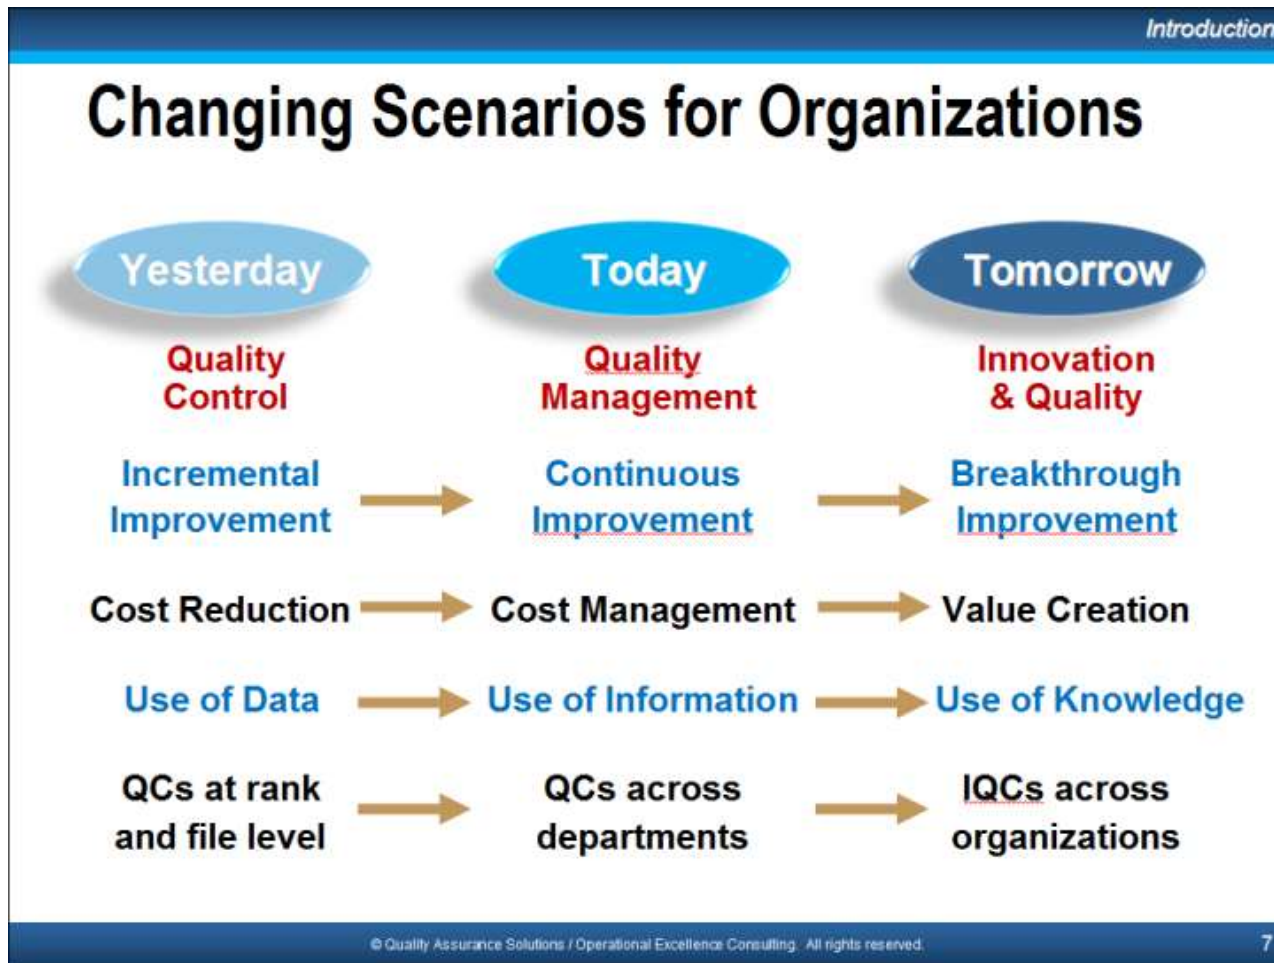 Introduction
Changing Scenarios for Organizations
Yesterday
Today
Tomorrow
Quality
Control
Quality
Management
Innovation
& Quality
Incremental
Improvement
Continuous
Improvement
Breakthrough
Improvement
Cost Reduction
Cost Management
Value Creation
Use of Data
Use of Information
Use of Knowledge
QCs at rank
and file level
QCs across
departments
IQCs across
organizations
© Quality Assurance Solutions / Operational Excellence Consulting. All rights reserved.
7